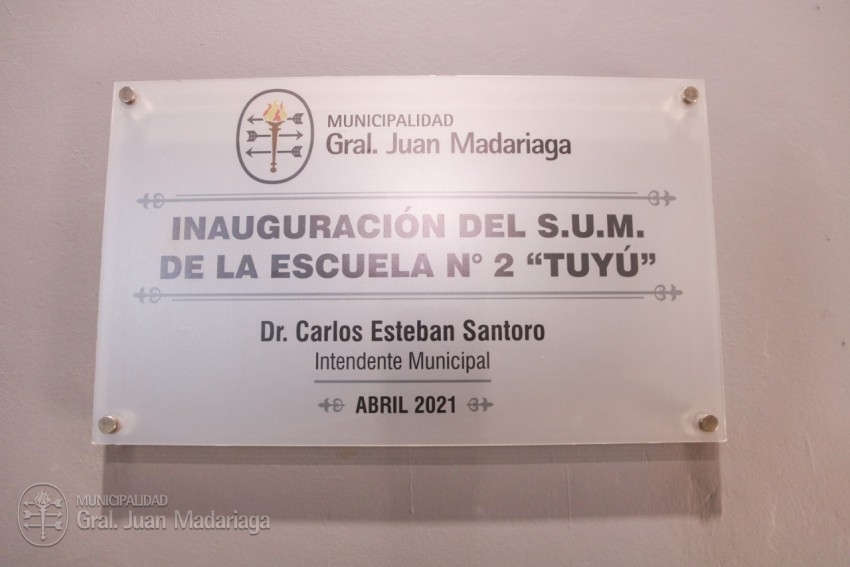 MUNICIPALIDAD
Gral. Juan Madariaga
INAUGURACIÓN DEL S.U.M.
DE LA ESCUELA N° 2 “TUYÚ”
Dr. Carlos Esteban Santoro
Intendente Municipal
ABRIL 2021
MUNICIPALIDAD
Gral. Juan Madariaga